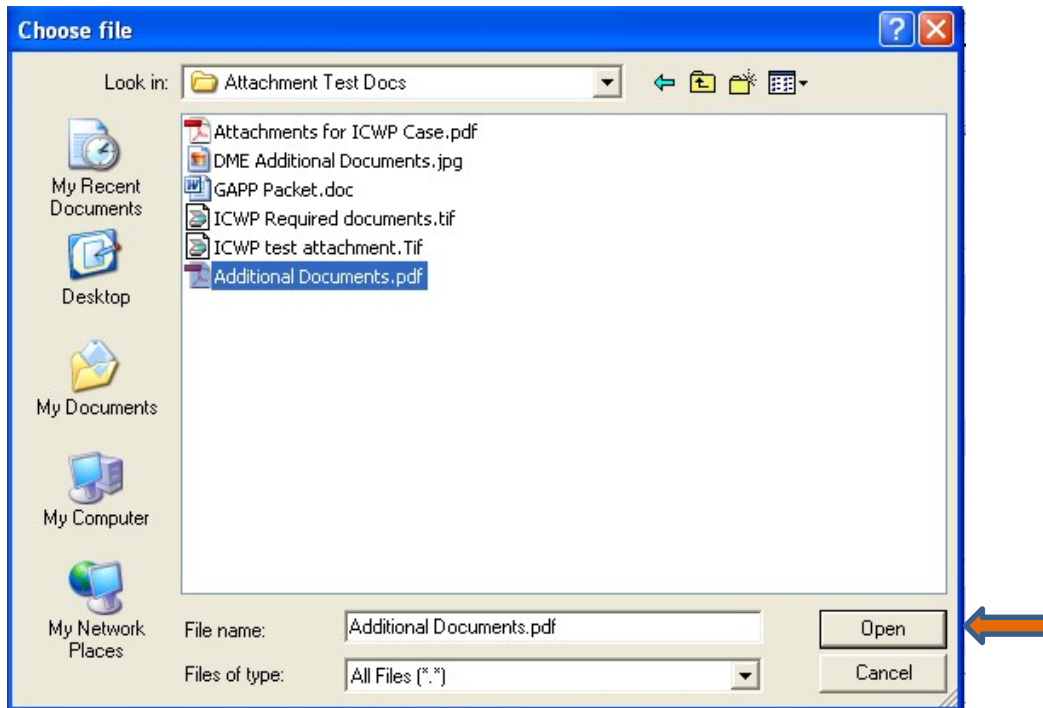 Choose file
Look in:
Attachment Test Docs
My Recent
Documents
Desktop
My Documents
My Computer
My Network
Places
Attachments for ICWP Case.pdf
DME Additional Documents.jpg
GAPP Packet.doc
ICWP Required documents.tif
ICWP test attachment.Tif
Additional Documents.pdf
File name:
Additional Documents.pdf
Open
Files of type:
All Files (*.*)
Cancel